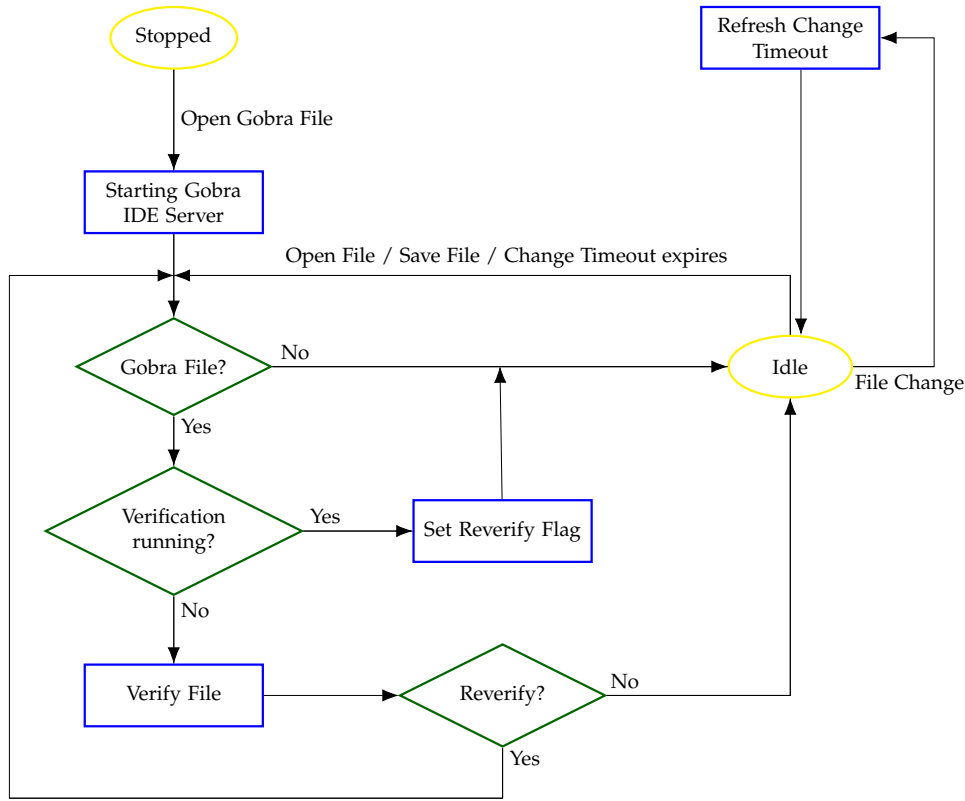 Stopped
Refresh Change
Timeout
Open Gobra File
Starting Gobra
IDE Server
Open File / Save File / Change Timeout expires
Gobra File?
No
Idle
File Change
Yes
Verification
running?
Yes
Set Reverify Flag
No
Verify File
Reverify?
No
Yes